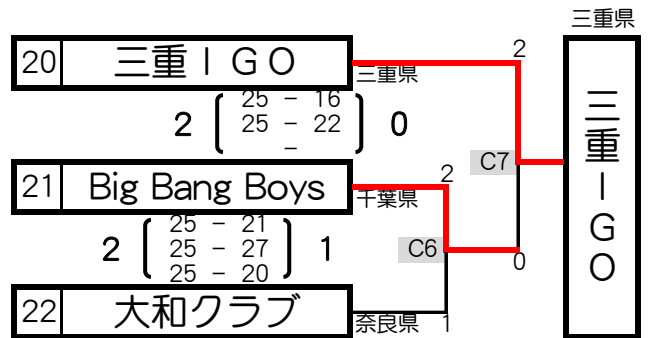 三重県
20 三重ＩＧＯ 三重県 2
2 25 − 16 0
25 − 22
−
C7
21 Big Bang Boys 千葉県 2
2 25 − 21 1
25 − 27
25 − 20
C6
0
22 大和クラブ 奈良県 1
三重ＩＧＯ